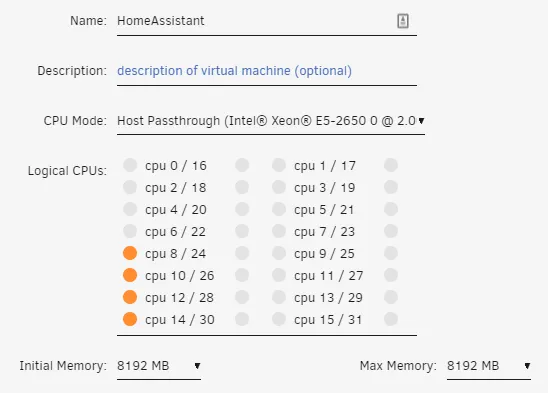 Name: HomeAssistant
Description: description of virtual machine (optional)
CPU Mode: Host Passthrough (Intel® Xeon® E5-2650 0 @ 2.0
Logical CPUs: cpu 0 / 16 cpu 1 / 17
cpu 2 / 18 cpu 3 / 19
cpu 4 / 20 cpu 5 / 21
cpu 6 / 22 cpu 7 / 23
cpu 8 / 24 cpu 9 / 25
cpu 10 / 26 cpu 11 / 27
cpu 12 / 28 cpu 13 / 29
cpu 14 / 30 cpu 15 / 31
Initial Memory: 8192 MB Max Memory: 8192 MB